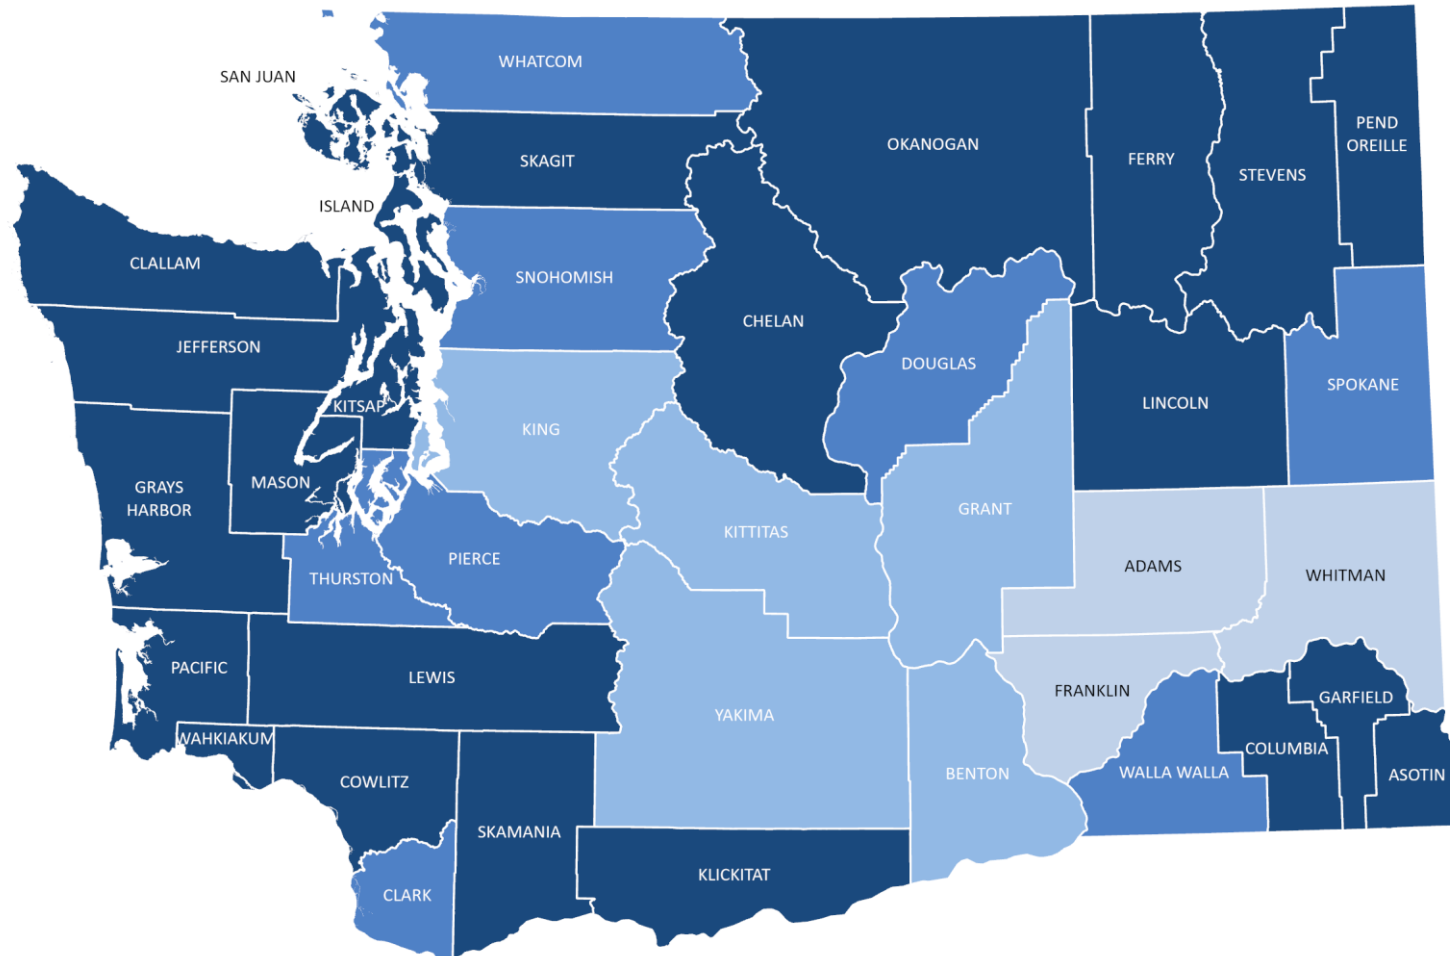 WHATCOM
SAN JUAN
SKAGIT
OKANOGAN
FERRY
STEVENS
PEND
OREILLE
ISLAND
CLALLAM
SNOHOMISH
CHELAN
JEFFERSON
DOUGLAS
SPOKANE
KITSAP
LINCOLN
KING
MASON
GRAYS
HARBOR
GRANT
KITTITAS
PIERCE
THURSTON
ADAMS
WHITMAN
PACIFIC
LEWIS
FRANKLIN
GARFIELD
YAKIMA
WAHKIAKUM
COLUMBIA
COWLITZ
BENTON
WALLA WALLA
ASOTIN
SKAMANIA
KLICKITAT
CLARK